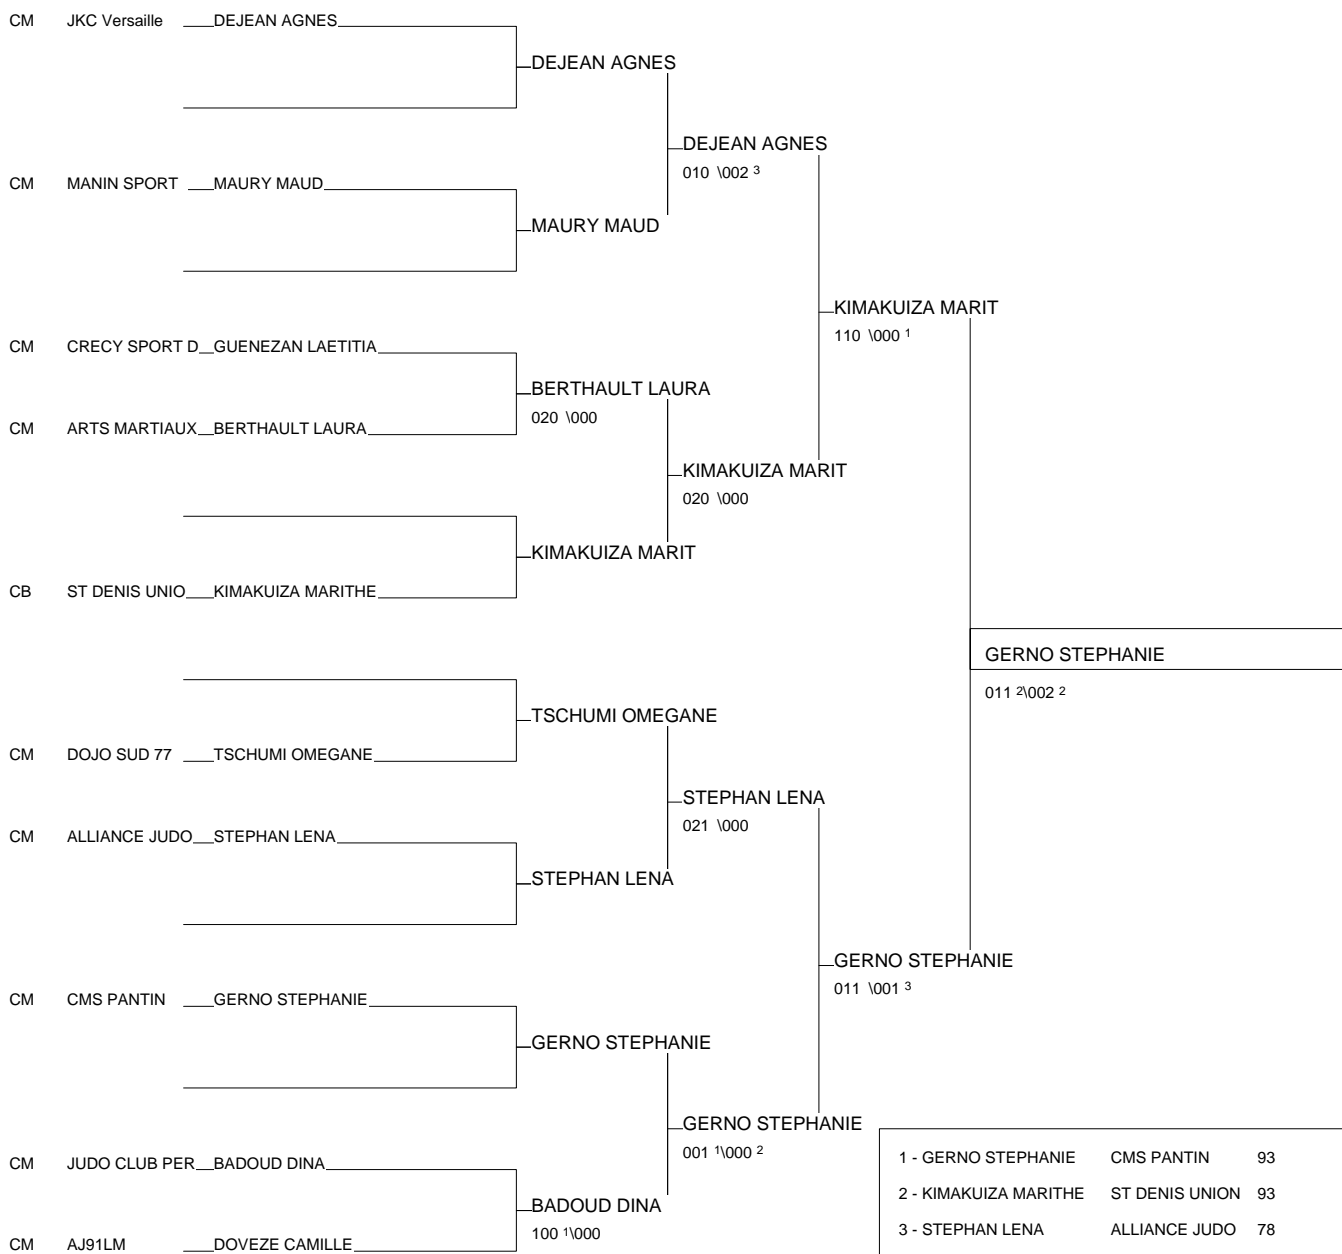 CM JKC Versaille DEJEAN AGNES
DEJEAN AGNES
DEJEAN AGNES
010 \002 3
CM MANIN SPORT MAURY MAUD
MAURY MAUD
KIMAKUIZA MARIT
110 \000 1
CM CRECY SPORT D GUENEZAN LAETITIA
BERTHAULT LAURA
020 \000
CM ARTS MARTIAUX BERTHAULT LAURA
KIMAKUIZA MARIT
020 \000
KIMAKUIZA MARIT
CB ST DENIS UNIO KIMAKUIZA MARITHE
GERNO STEPHANIE
011 2\002 2
TSCHUMI OMEGANE
CM DOJO SUD 77 TSCHUMI OMEGANE
STEPHAN LENA
021 \000
CM ALLIANCE JUDO STEPHAN LENA
STEPHAN LENA
GERNO STEPHANIE
011 \001 3
CM CMS PANTIN GERNO STEPHANIE
GERNO STEPHANIE
GERNO STEPHANIE
001 1\000 2
CM JUDO CLUB PER BADOUD DINA
BADOUD DINA
100 1\000
CM AJ91LM DOVEZE CAMILLE
1 - GERNO STEPHANIE CMS PANTIN 93
2 - KIMAKUIZA MARITHE ST DENIS UNION 93
3 - STEPHAN LENA ALLIANCE JUDO 78